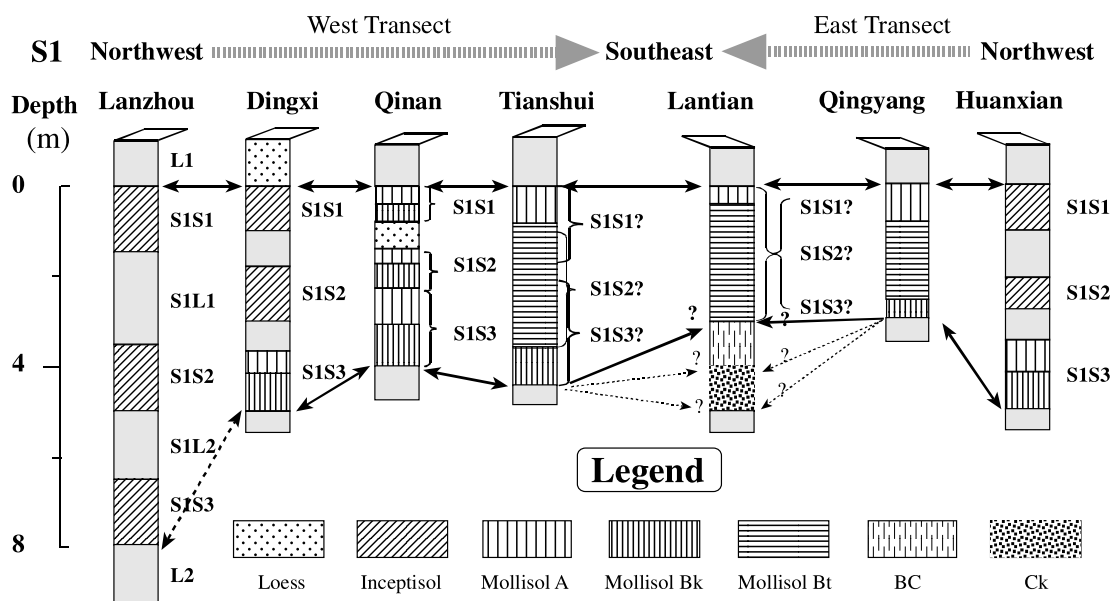 West Transect East Transect
S1 Northwest Southeast Northwest
Depth (m) Lanzhou Dingxi Qinan Tianshui Lantian Qingyang Huanxian
L1
0
S1S1 S1S1 S1S1 S1S1? S1S1? S1S1
S1L1 S1S2 S1S2 S1S2? S1S2? S1S2
S1S3 S1S3? ? ? S1S3?
4
S1S2 S1S3 ? ? ? S1S3
? ?
S1L2
S1S3
8
L2
Legend
Loess Inceptisol Mollisol A Mollisol Bk Mollisol Bt BC Ck